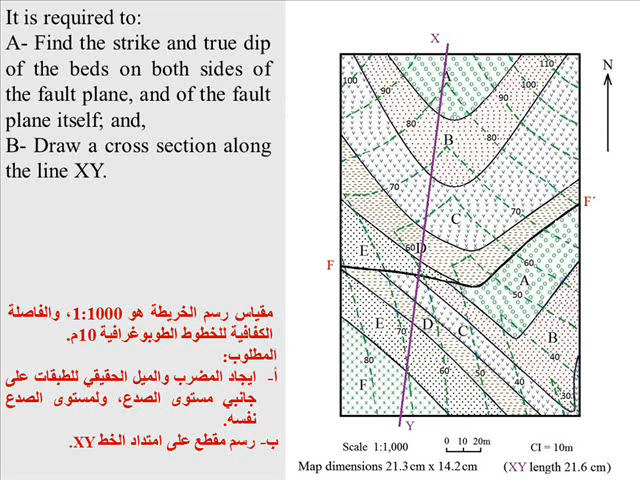 It is required to:
A- Find the strike and true dip
of the beds on both sides of
the fault plane, and of the fault
plane itself; and,
B- Draw a cross section along
the line XY.
مقياس رسم الخريطة هو 1:1000، والفاصلة
الكفافية للخطوط الطوبوغرافية 10م.
المطلوب:
أ- ايجاد المضرب والميل الحقيقي للطبقات على
جانبي مستوى الصدع، ولمستوى الصدع
نفسه.
ب- رسم مقطع على امتداد الخط XY.
X
N
110
100
A
90
90
100
80
B
80
70
C
70
F´
E
60
D
F
60
A
50
E
70
D
C
B
40
80
F
60
50
40
30
Y
Scale 1:1,000
0 10 20m
CI = 10m
Map dimensions 21.3cm x 14.2cm
(XY length 21.6 cm)